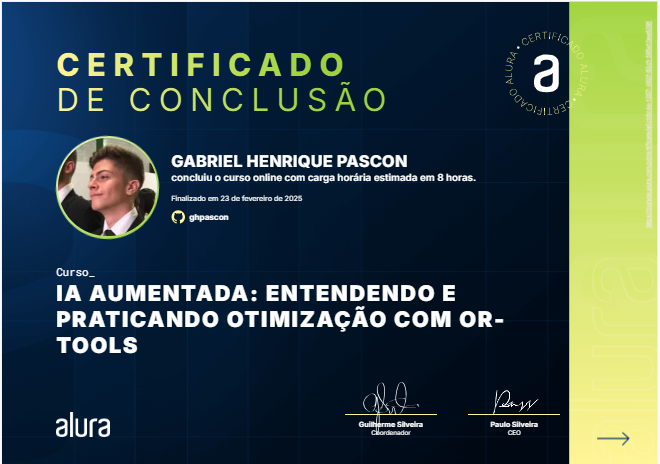 CERTIFICADO
DE CONCLUSÃO
CERTIFICADO ALURA • CERTIFICADO ALURA •
a
GABRIEL HENRIQUE PASCON
concluiu o curso online com carga horária estimada em 8 horas.
Finalizado em 23 de fevereiro de 2025
ghpascon
Curso_
IA AUMENTADA: ENTENDENDO E
PRATICANDO OTIMIZAÇÃO COM OR-
TOOLS
alura
Guilherme Silveira
Coordenador
Paulo Silveira
CEO
alura